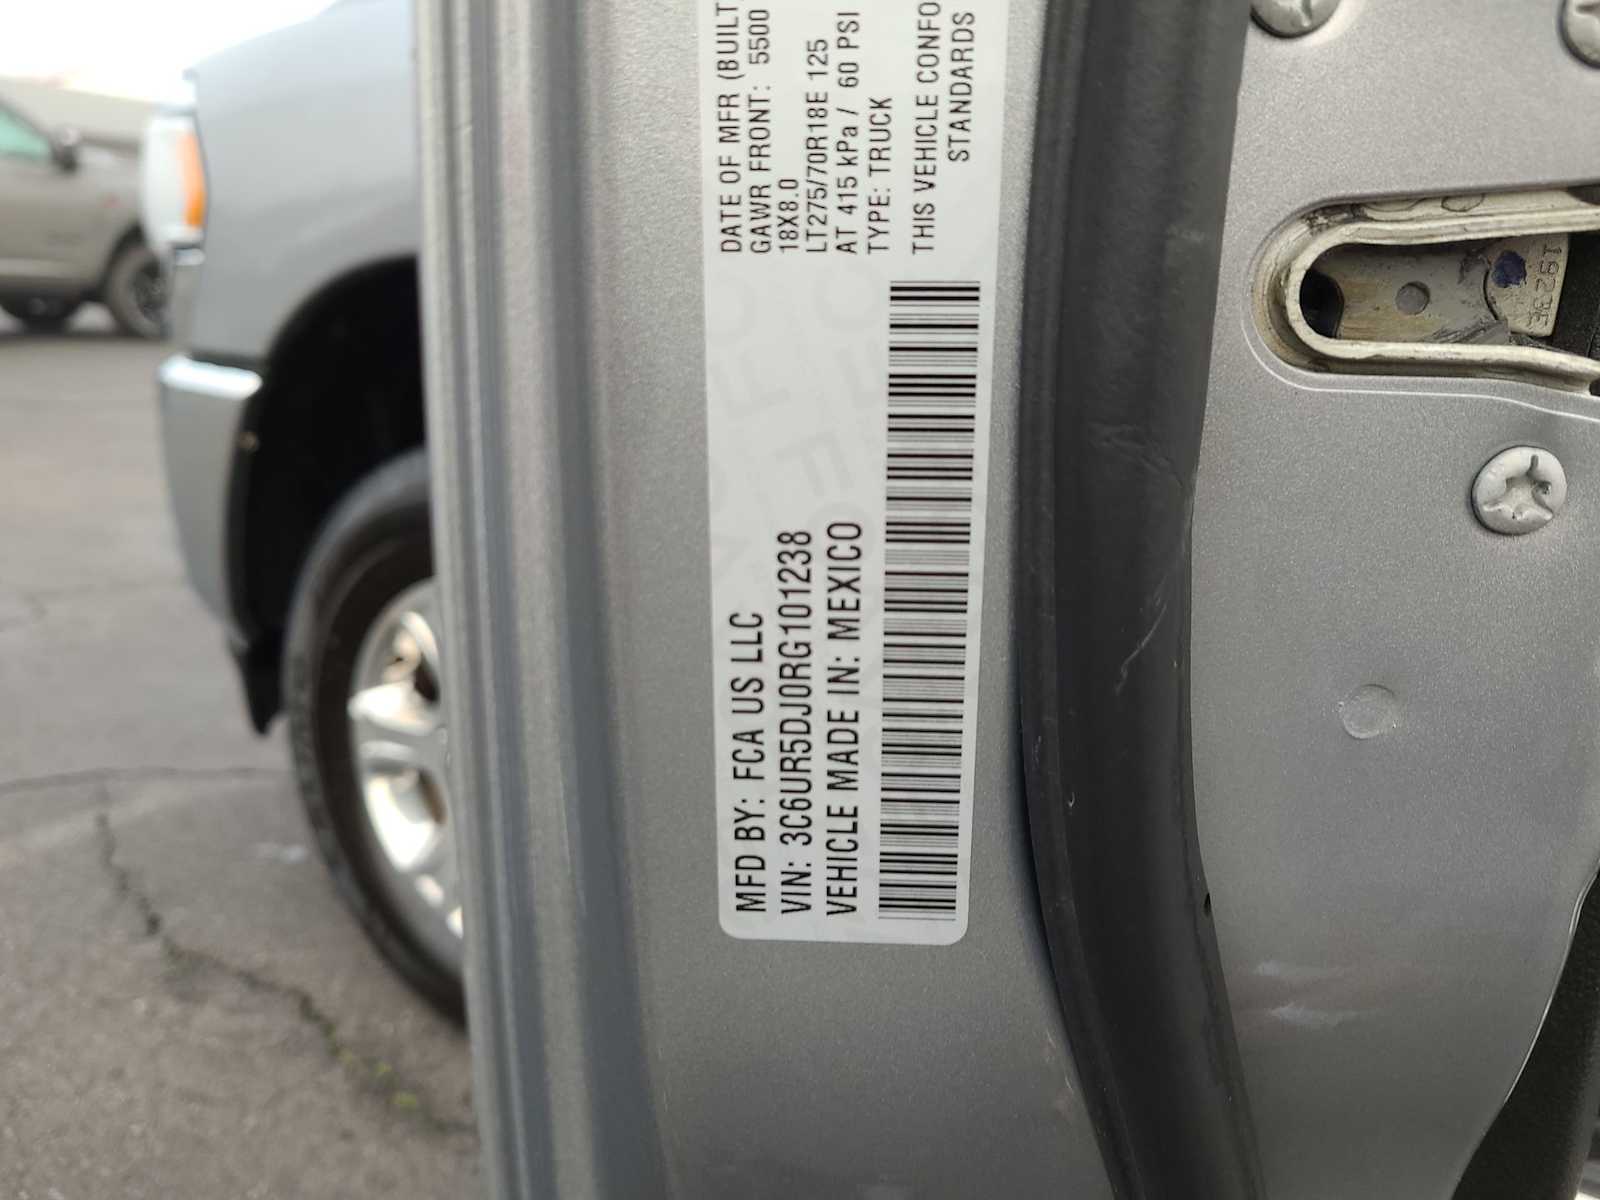 MFD BY: FCA US LLC
VIN: 3C6UR5DJ0RG101238
VEHICLE MADE IN: MEXICO
DATE OF MFR (BUILT
GAWR FRONT: 5500
18X8.0
LT275/70R18E 125
AT 415 kPa / 60 PSI
TYPE: TRUCK
THIS VEHICLE CONFO
STANDARDS